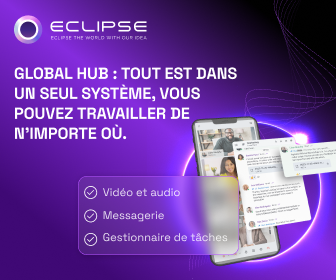 ECLIPSE
ECLIPSE THE WORLD WITH OUR IDEA
GLOBAL HUB : TOUT EST DANS
UN SEUL SYSTÈME, VOUS
POUVEZ TRAVAILLER DE
N'IMPORTE OÙ.
Vidéo et audio
Messagerie
Gestionnaire de tâches